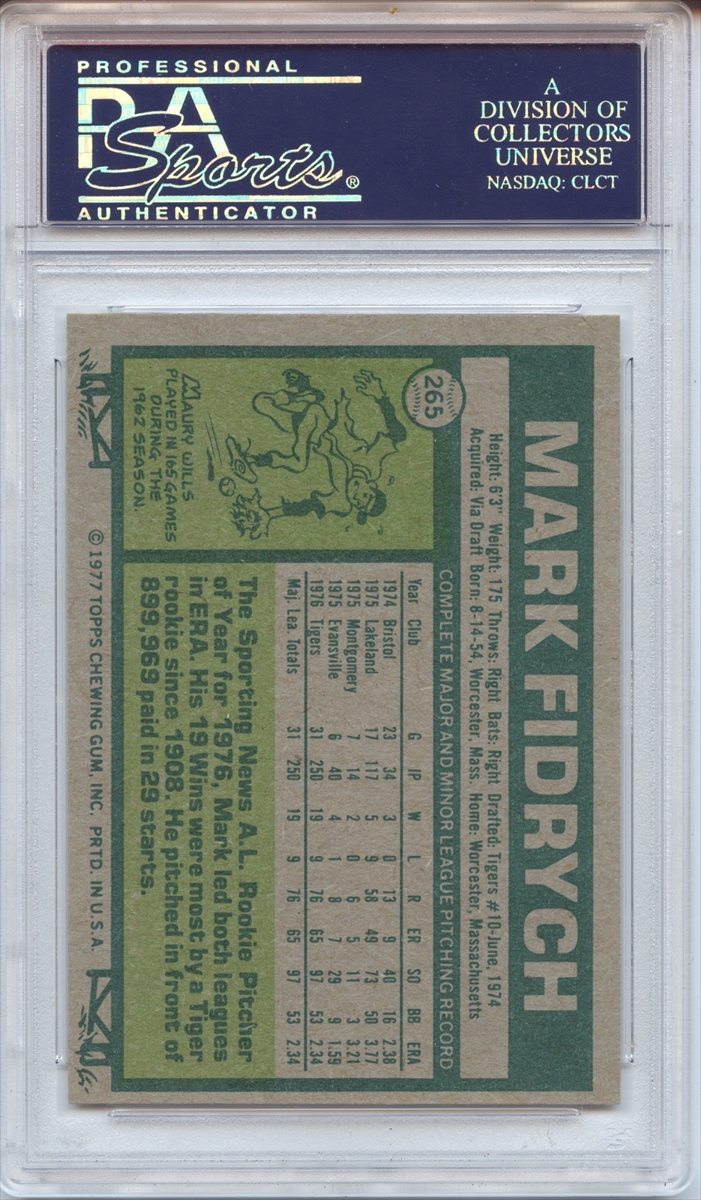 PROFESSIONAL
PSA
Sports®
AUTHENTICATOR
A
DIVISION OF
COLLECTORS
UNIVERSE
NASDAQ: CLCT
MARK FIDRYCH
Height: 6'3" Weight: 175 Throws: Right Bats: Right Drafted: Tigers #10-June, 1974
Acquired: Via Draft Born: 8-14-54, Worcester, Mass. Home: Worcester, Massachusetts
265
COMPLETE MAJOR AND MINOR LEAGUE PITCHING RECORD
Year Club G IP W L R ER SO BB ERA
1974 Bristol 23 34 3 0 13 9 40 16 2.38
1975 Lakeland 17 117 5 9 58 49 73 50 3.77
1975 Montgomery 7 14 2 0 6 5 11 3 3.21
1975 Evansville 6 40 4 1 8 7 29 9 1.59
1976 Tigers 31 250 19 9 76 65 97 53 2.34
Maj. Lea. Totals 31 250 19 9 76 65 97 53 2.34
MAURY WILLS
PLAYED IN 165 GAMES
DURING THE
1962 SEASON.
The Sporting News A.L. Rookie Pitcher
of Year for 1976, Mark led both leagues
in ERA. His 19 Wins were most by a Tiger
rookie since 1908. He pitched in front of
899,969 paid in 29 starts.
©1977 TOPPS CHEWING GUM, INC. PRTD. IN U.S.A.